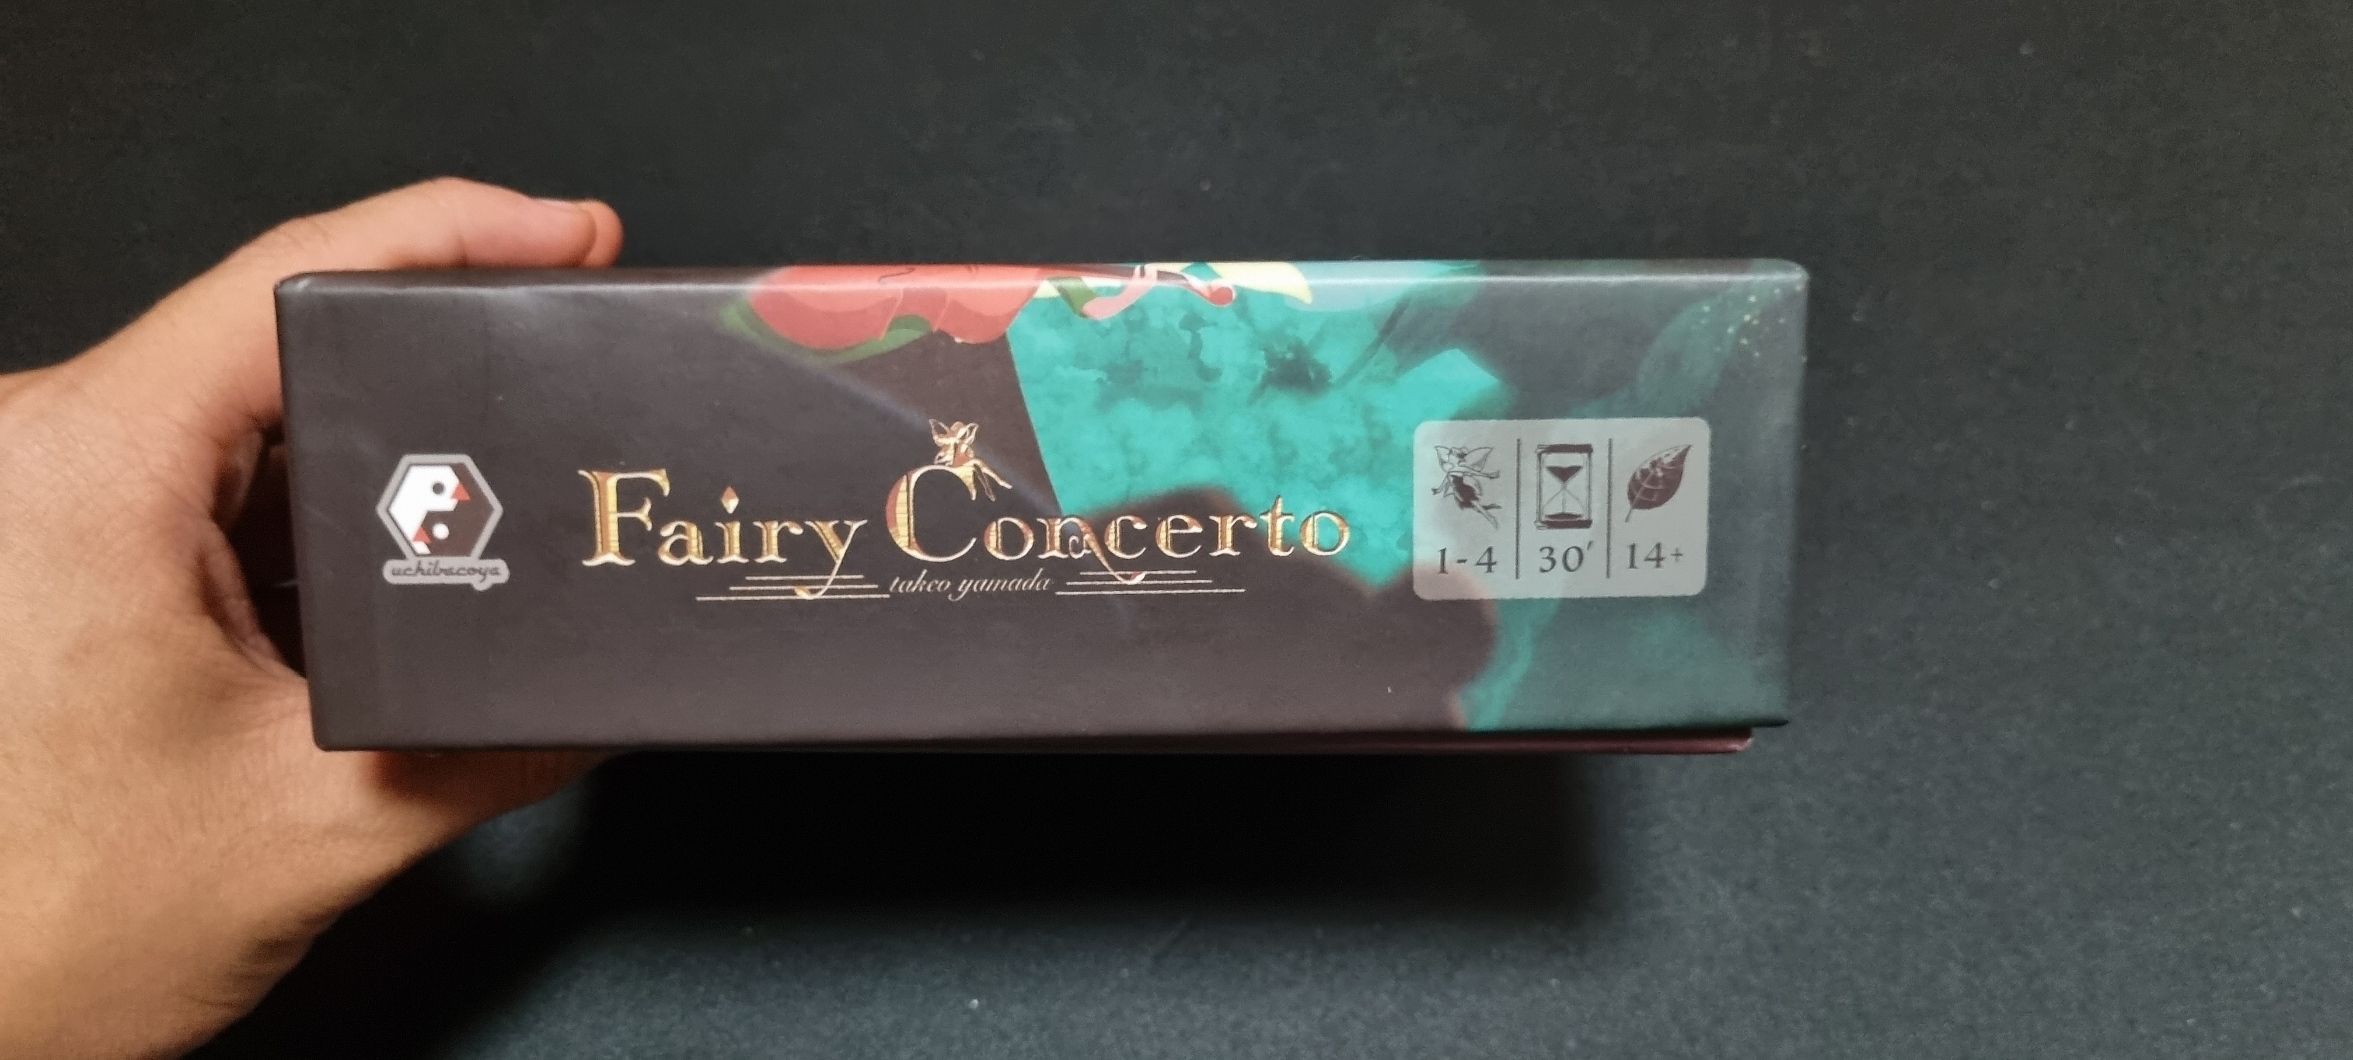 uchibacoya
Fairy Concerto
takeo yamada
1-4
30'
14+